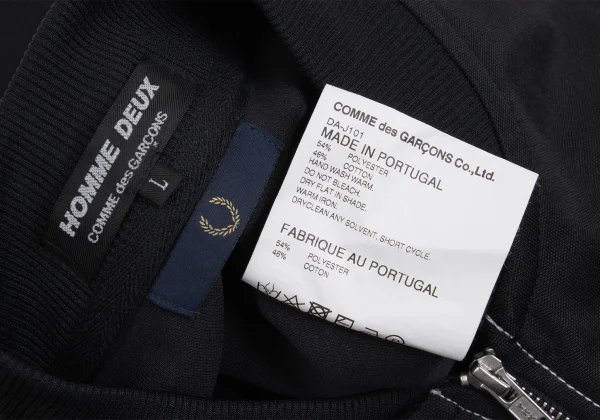 HOMME DEUX
COMME des GARÇONS
L
COMME des GARÇONS Co.,Ltd.
DA-J101
MADE IN PORTUGAL
54% POLYESTER
46% COTTON
HAND WASH WARM.
DO NOT BLEACH.
DRY FLAT IN SHADE.
WARM IRON.
DRYCLEAN ANY SOLVENT, SHORT CYCLE.
FABRIQUE AU PORTUGAL
54% POLYESTER
46% COTTON